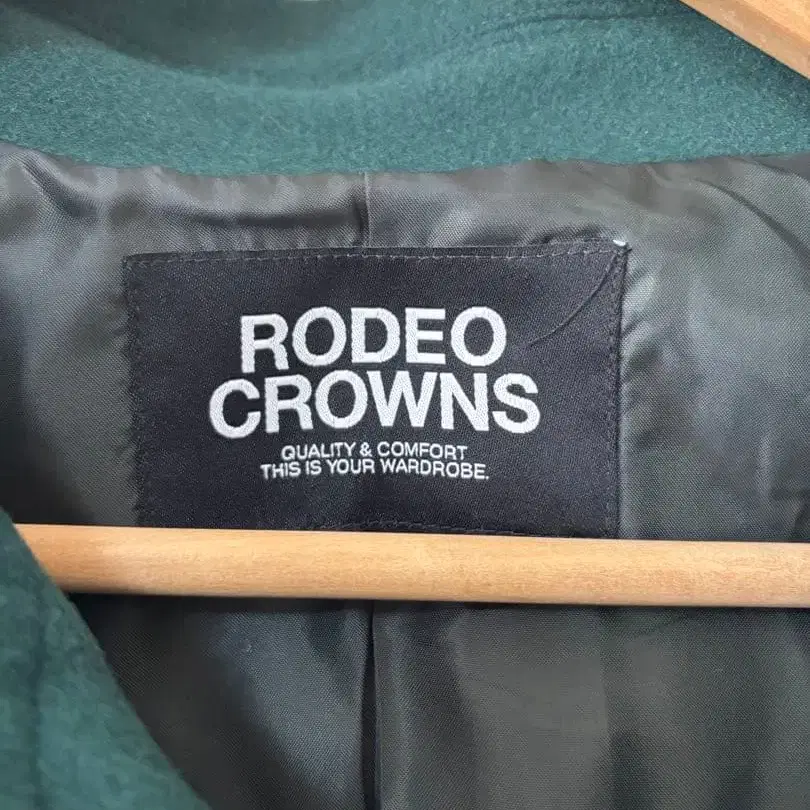 RODEO
CROWNS
QUALITY & COMFORT
THIS IS YOUR WARDROBE.